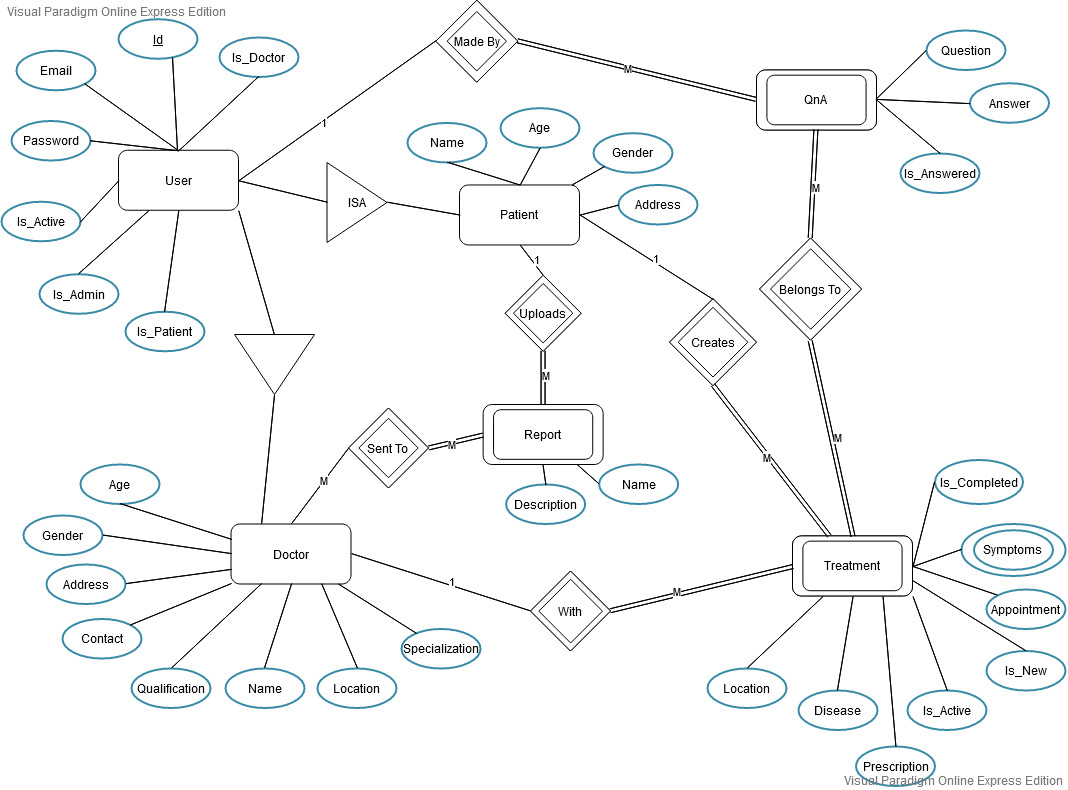 Visual Paradigm Online Express Edition
Id
Is_Doctor
Email
Password
User
Is_Active
Is_Admin
Is_Patient
1
Made By
M
QnA
Question
Answer
Is_Answered
ISA
Name
Age
Gender
Address
Patient
1
Uploads
M
1
Creates
M
M
Belongs To
M
Report
Description
Name
Sent To
M
M
Age
Gender
Address
Contact
Qualification
Name
Location
Specialization
Doctor
1
With
M
Treatment
Is_Completed
Symptoms
Appointment
Is_New
Is_Active
Prescription
Disease
Location
Visual Paradigm Online Express Edition